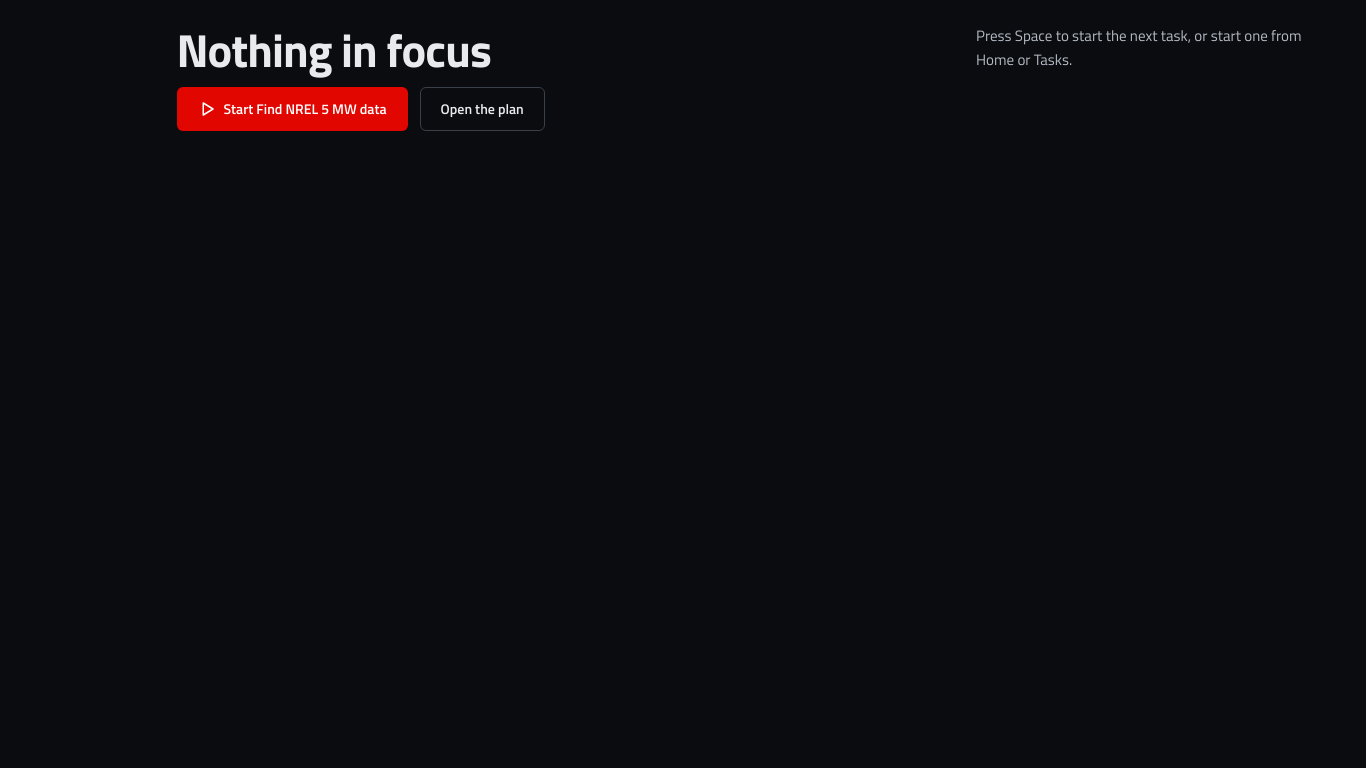 Nothing in focus
Press Space to start the next task, or start one from
Home or Tasks.
Start Find NREL 5 MW data
Open the plan